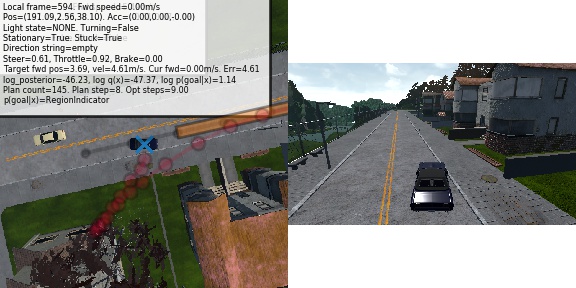 Local frame=594. Fwd speed=0.00m/s
Pos=(191.09,2.56,38.10). Acc=(0.00,0.00,-0.00)
Light state=NONE. Turning=False
Stationary=True. Stuck=True
Direction string=empty
Steer=0.61, Throttle=0.92, Brake=0.00
Target fwd pos=3.69, vel=4.61m/s. Cur fwd=0.00m/s. Err=4.61
log_posterior=-46.23, log q(x)=-47.37, log p(goal|x)=1.14
Plan count=145. Plan step=8. Opt steps=9.00
p(goal|x)=RegionIndicator